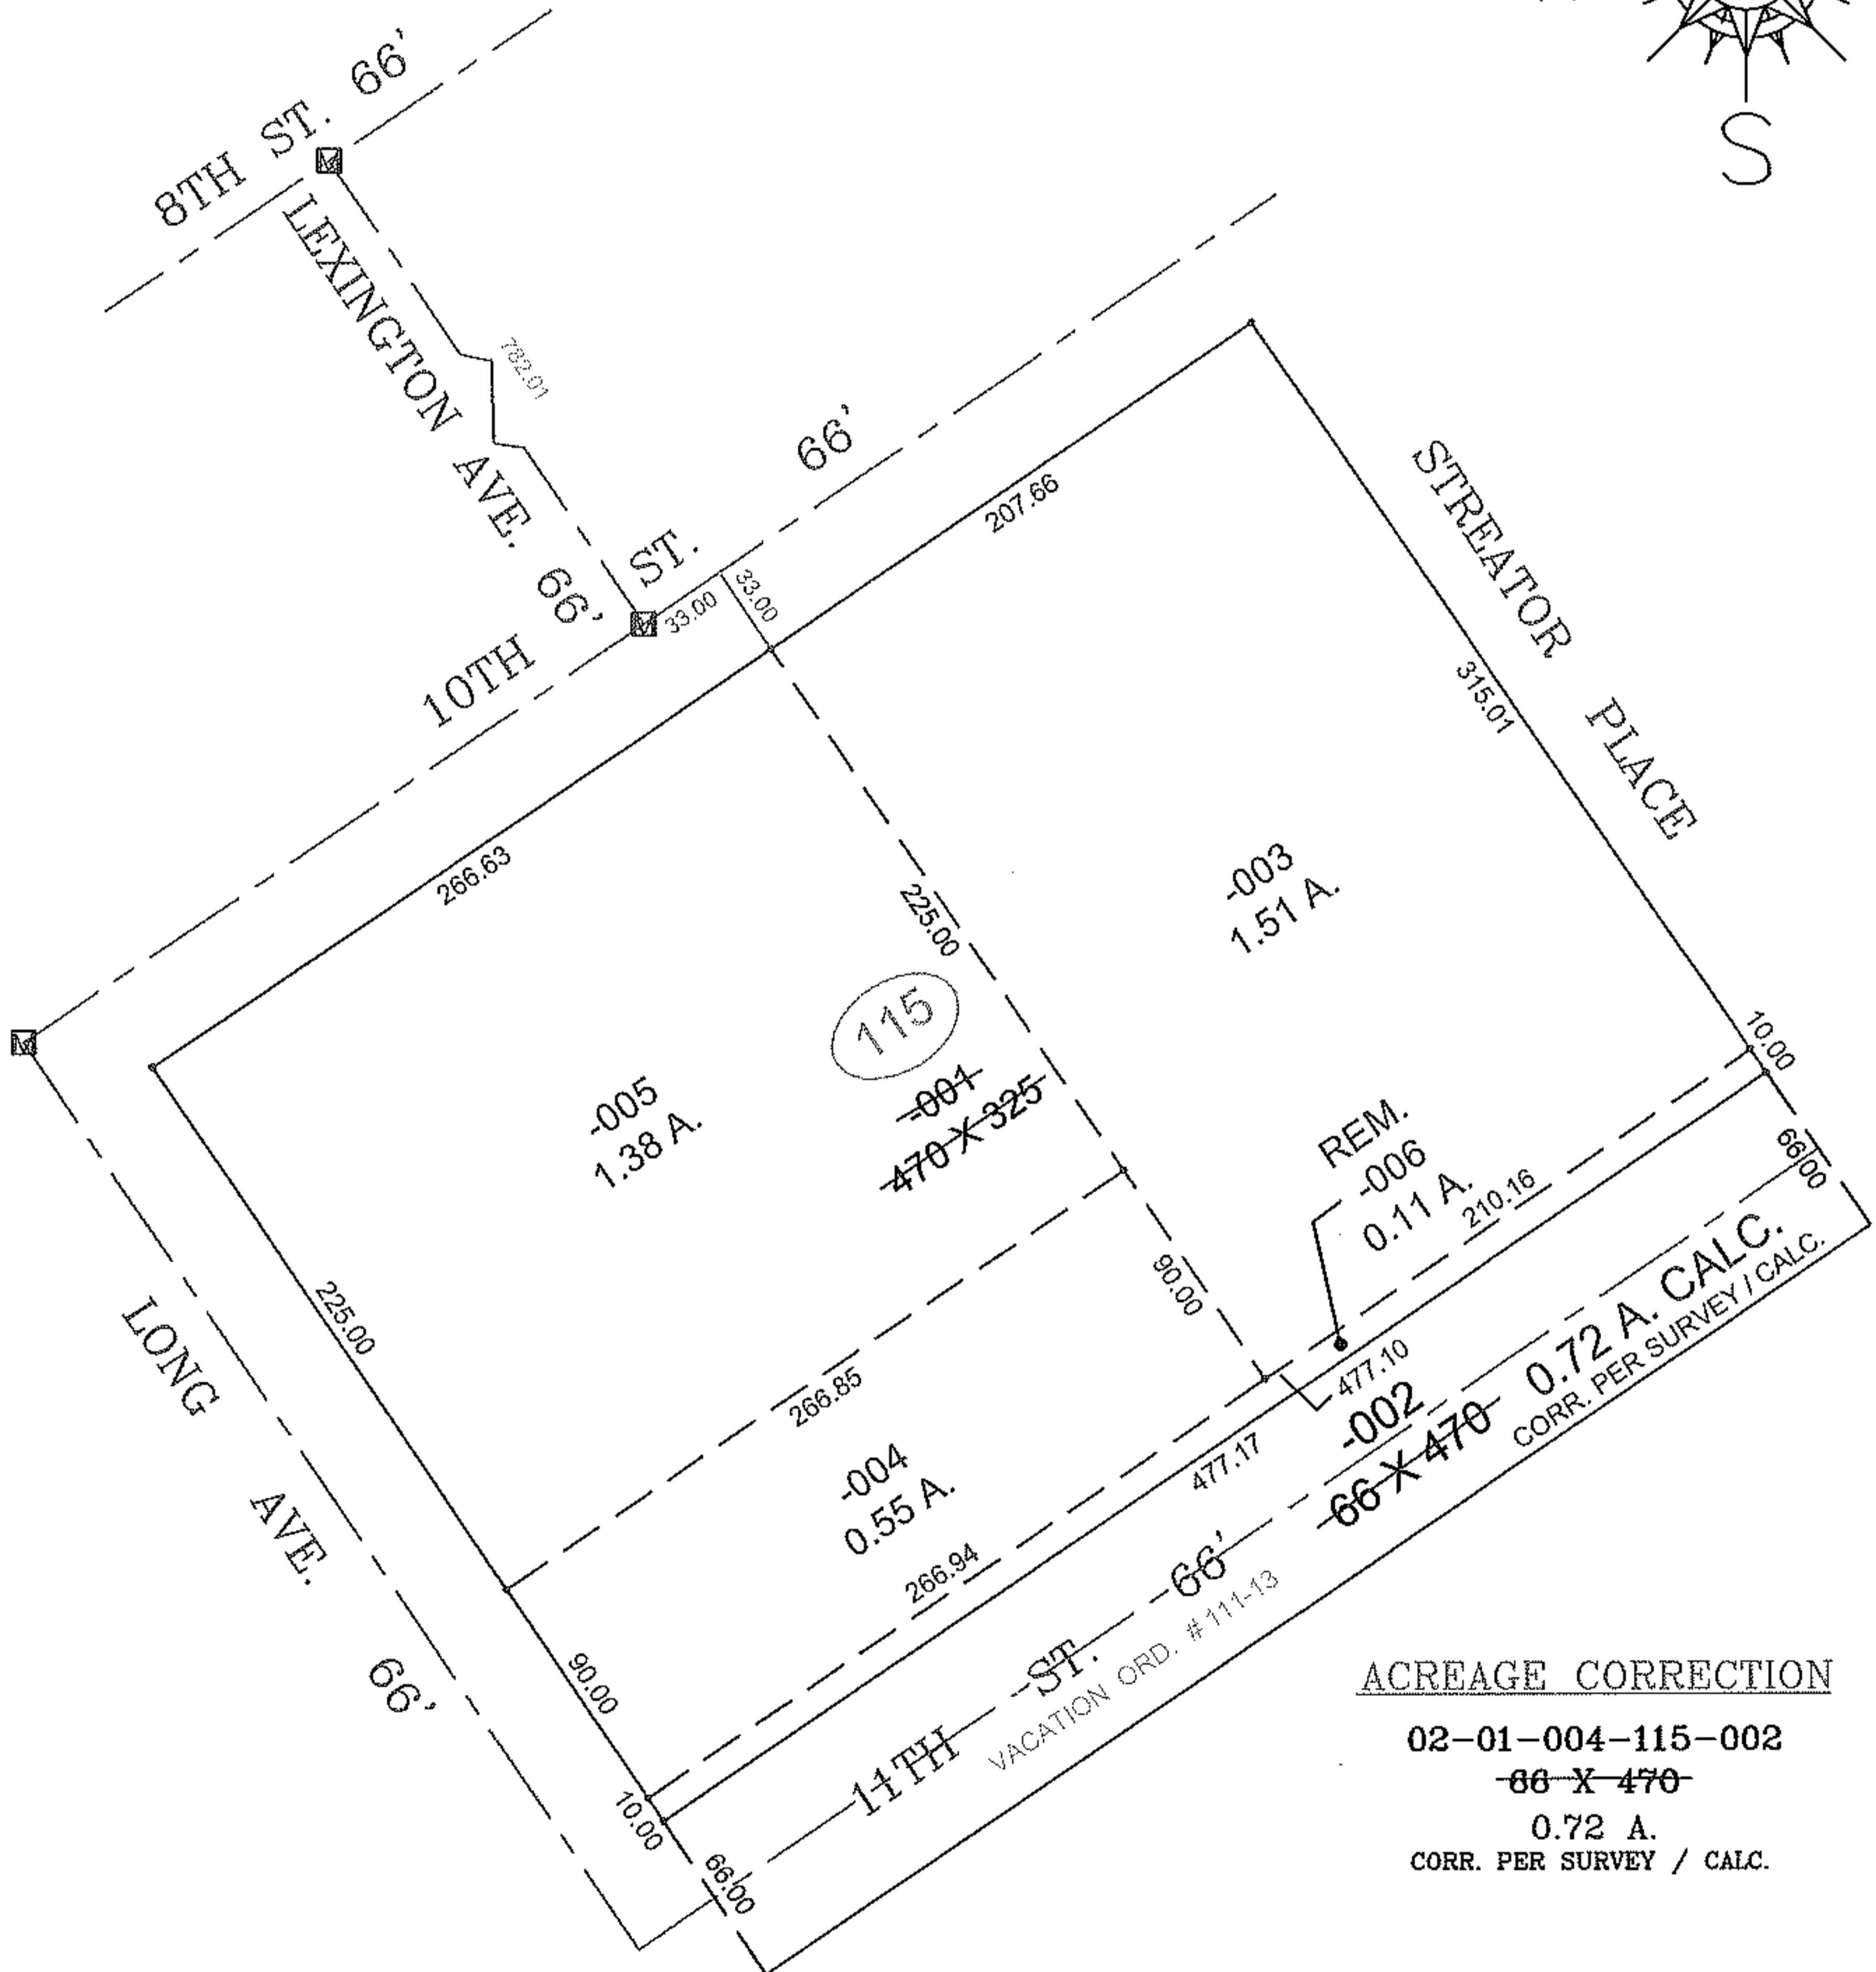 S
8TH ST. 66'
LEXINGTON AVE. 66'
782.01
10TH ST. 66'
33.00
33.00
207.66
STREATOR PLACE
315.01
266.63
225.00
-003
1.51 A.
115
-001
470 X 325
-005
1.38 A.
10.00
REM.
-006
0.11 A.
210.16
66.00
90.00
225.00
LONG AVE. 66'
266.85
477.10
-002
66 X 470
0.72 A. CALC.
CORR. PER SURVEY / CALC.
477.17
-004
0.55 A.
266.94
11TH ST. 66'
VACATION ORD. #111-13
90.00
10.00
66.00
ACREAGE CORRECTION
02-01-004-115-002
66 X 470
0.72 A.
CORR. PER SURVEY / CALC.